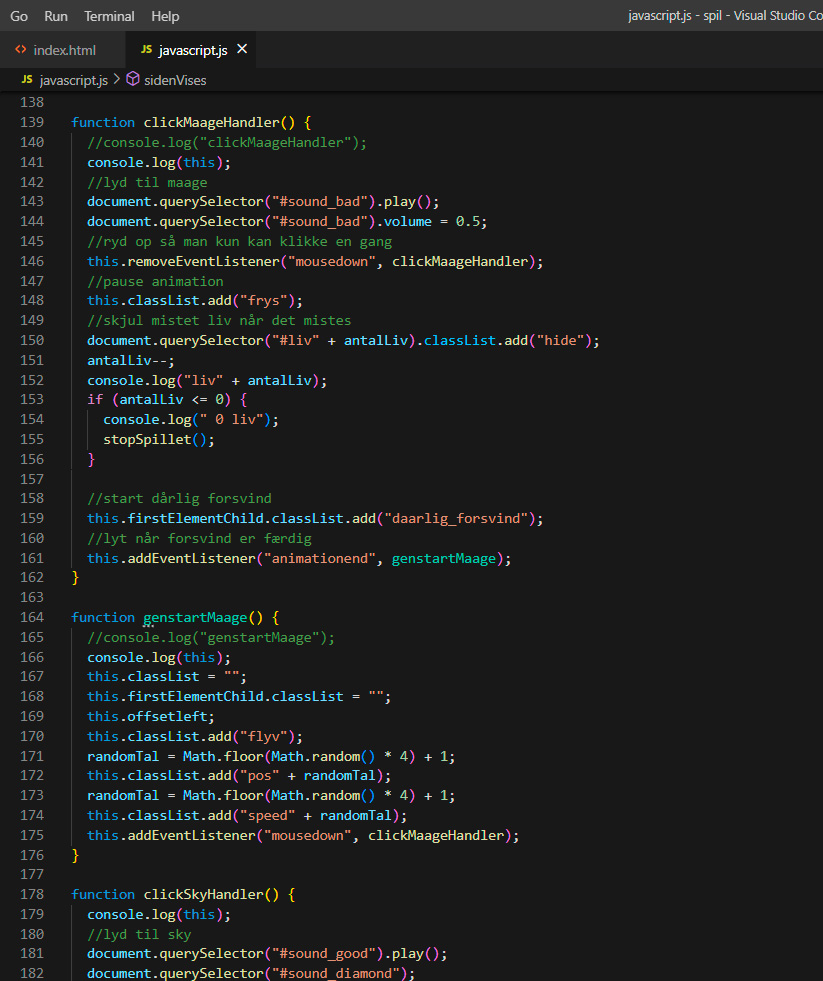 Go Run Terminal Help javascript.js - spil - Visual Studio Co
index.html JS javascript.js ×
JS javascript.js > sidenVises
138
139 function clickMaageHandler() {
140 //console.log("clickMaageHandler");
141 console.log(this);
142 //lyd til maage
143 document.querySelector("#sound_bad").play();
144 document.querySelector("#sound_bad").volume = 0.5;
145 //ryd op så man kun kan klikke en gang
146 this.removeEventListener("mousedown", clickMaageHandler);
147 //pause animation
148 this.classList.add("frys");
149 //skjul mistet liv når det mistes
150 document.querySelector("#liv" + antalLiv).classList.add("hide");
151 antalLiv--;
152 console.log("liv" + antalLiv);
153 if (antalLiv <= 0) {
154 console.log(" 0 liv");
155 stopSpillet();
156 }
157
158 //start dårlig forsvind
159 this.firstElementChild.classList.add("daarlig_forsvind");
160 //lyt når forsvind er færdig
161 this.addEventListener("animationend", genstartMaage);
162 }
163
164 function genstartMaage() {
165 //console.log("genstartMaage");
166 console.log(this);
167 this.classList = "";
168 this.firstElementChild.classList = "";
169 this.offsetleft;
170 this.classList.add("flyv");
171 randomTal = Math.floor(Math.random() * 4) + 1;
172 this.classList.add("pos" + randomTal);
173 randomTal = Math.floor(Math.random() * 4) + 1;
174 this.classList.add("speed" + randomTal);
175 this.addEventListener("mousedown", clickMaageHandler);
176 }
177
178 function clickSkyHandler() {
179 console.log(this);
180 //lyd til sky
181 document.querySelector("#sound_good").play();
182 document.querySelector("#sound_diamond");